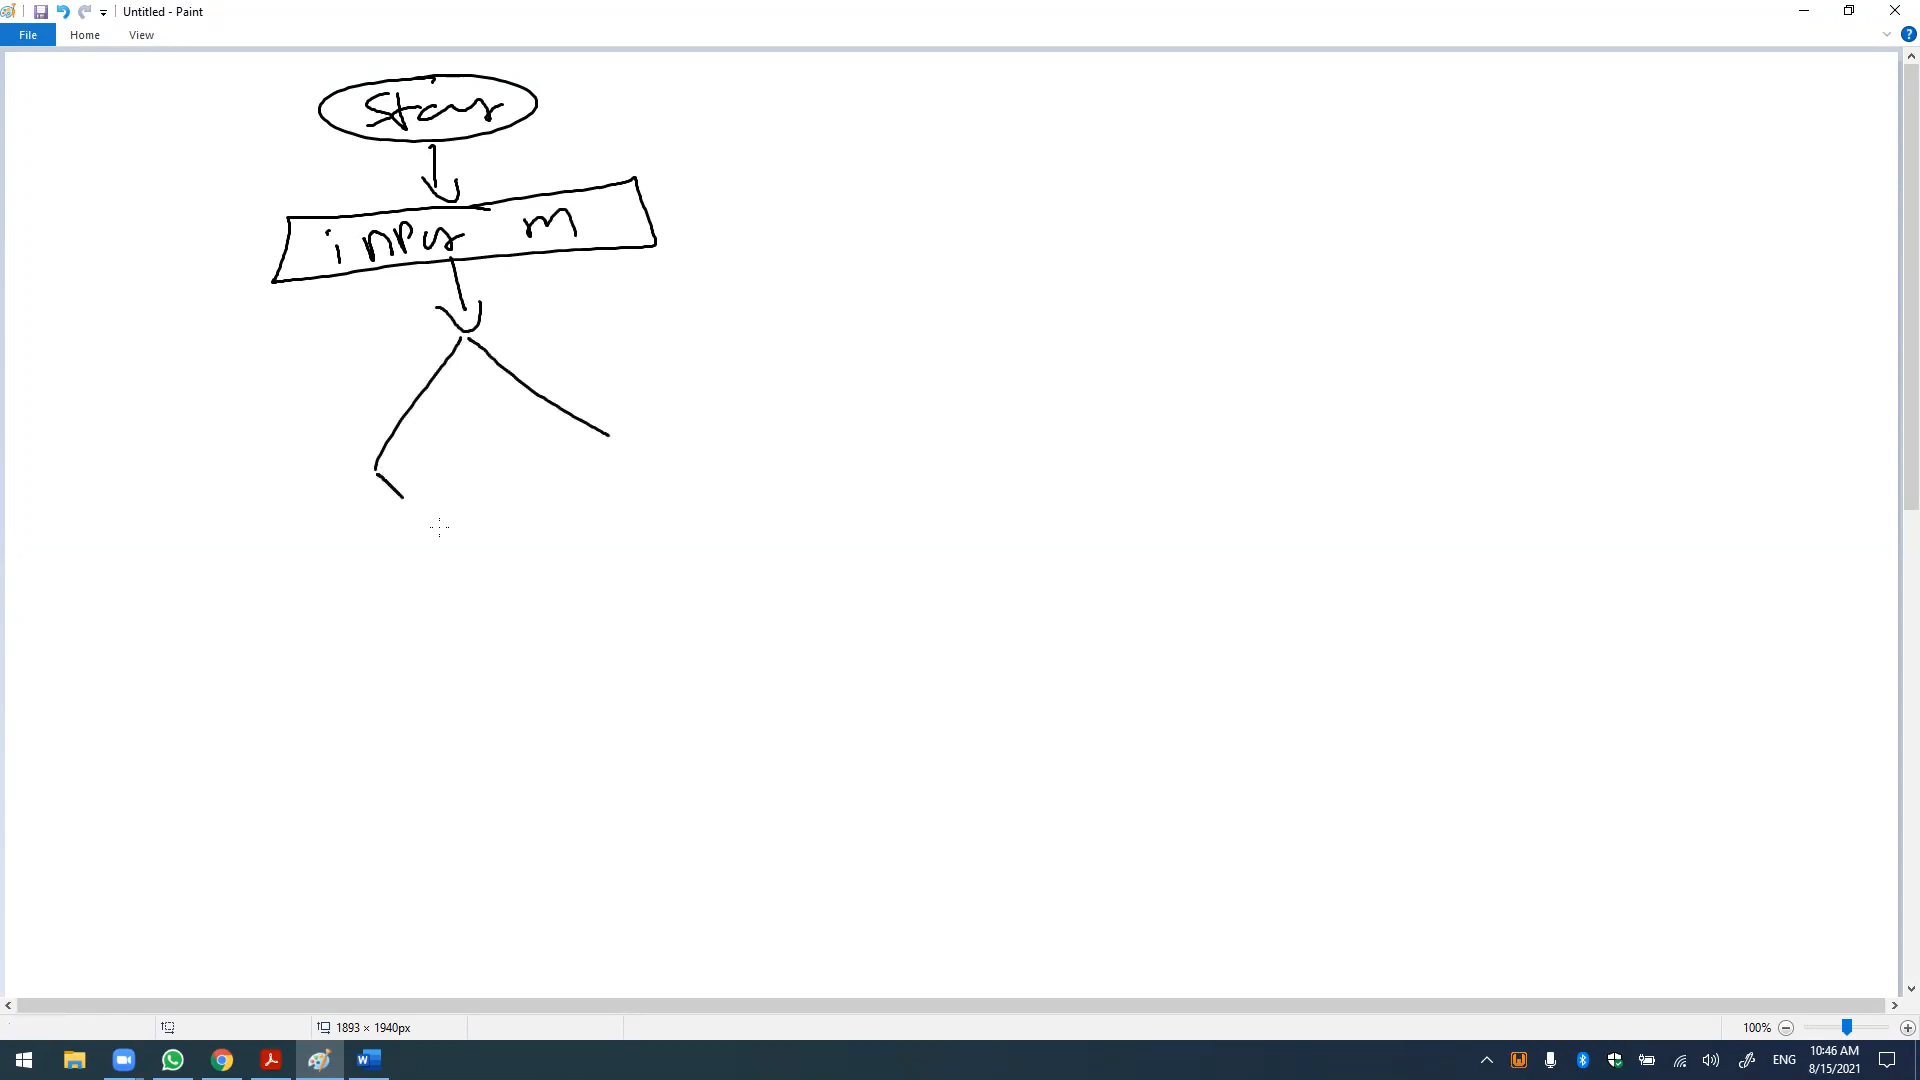 Untitled - Paint
File Home View
Start
input m
1893 × 1940px
100%
ENG
10:46 AM
8/15/2021